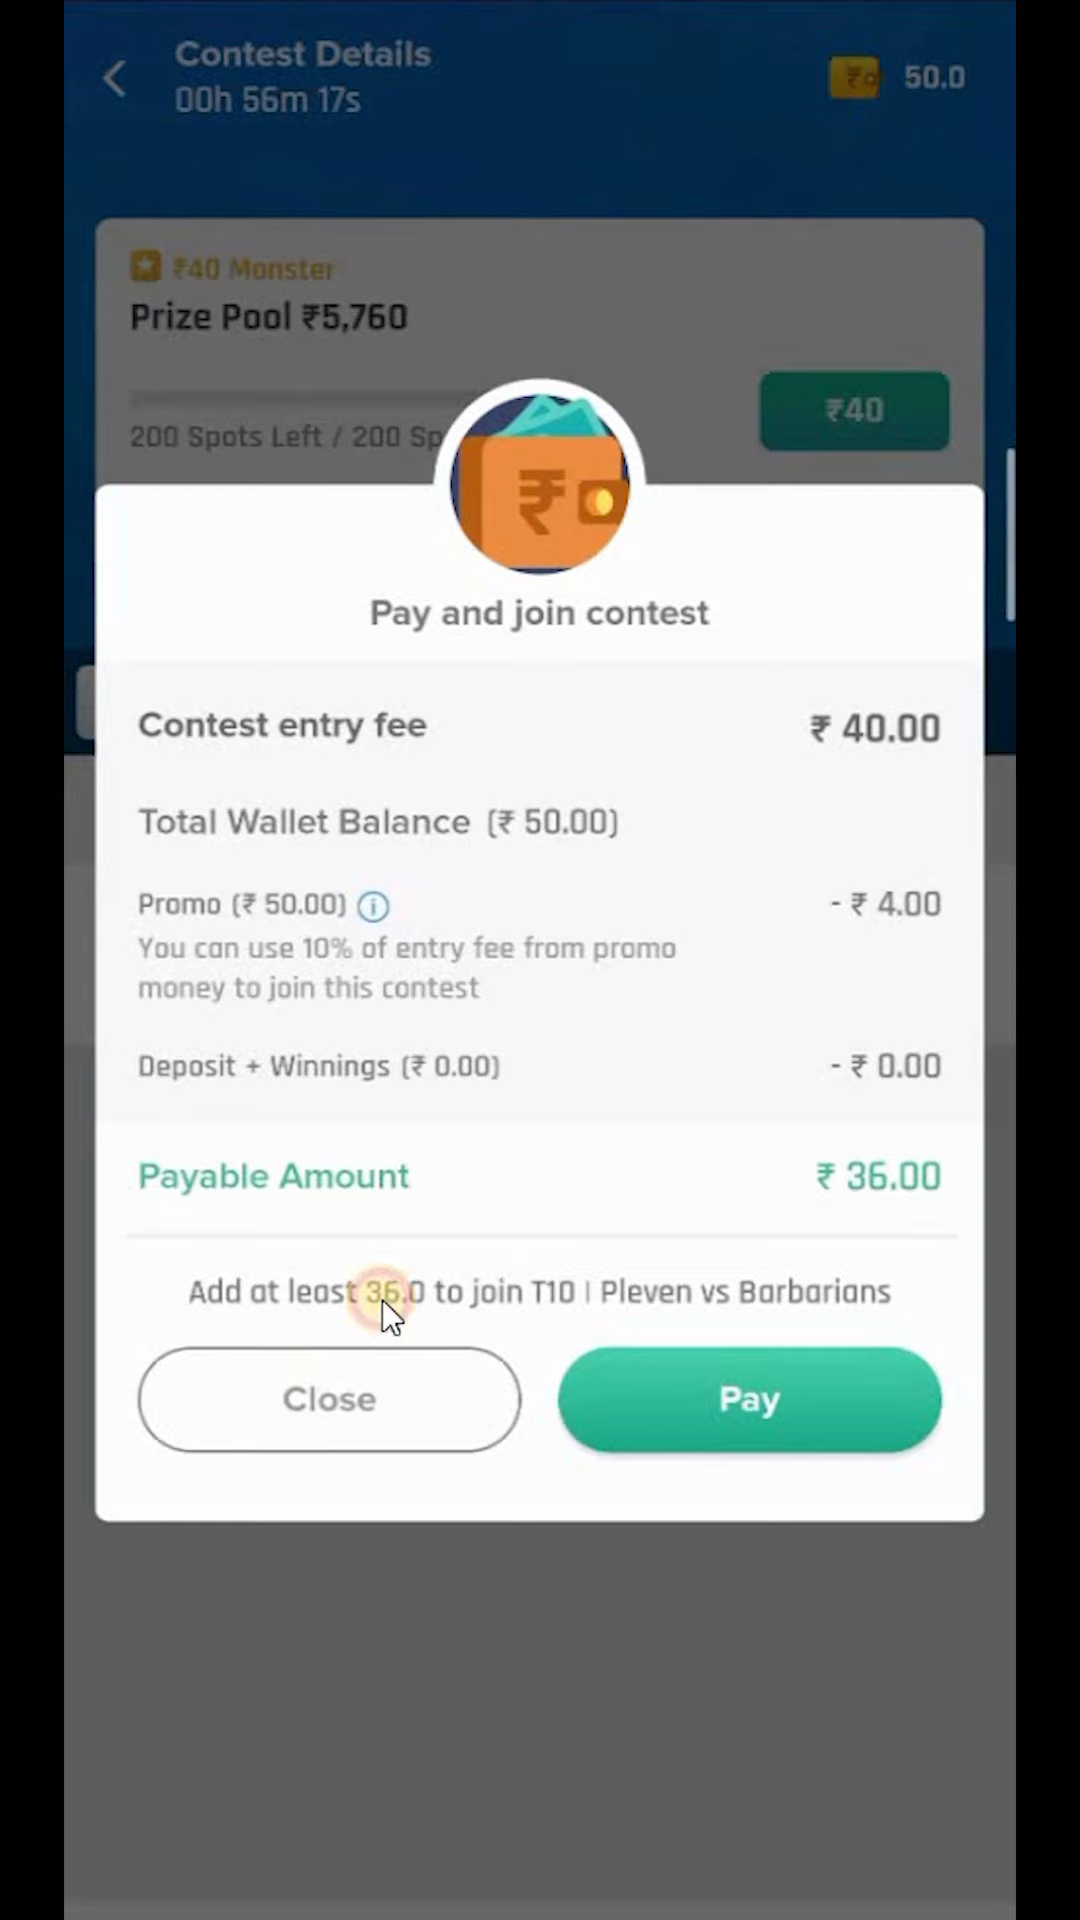 Contest Details
00h 56m 17s
50.0
₹40 Monster
Prize Pool ₹5,760
₹40
200 Spots Left / 200 Sp
₹
Pay and join contest
Contest entry fee ₹ 40.00
Total Wallet Balance (₹ 50.00)
Promo (₹ 50.00) - ₹ 4.00
You can use 10% of entry fee from promo
money to join this contest
Deposit + Winnings (₹ 0.00) - ₹ 0.00
Payable Amount ₹ 36.00
Add at least 36.0 to join T10 | Pleven vs Barbarians
Close Pay